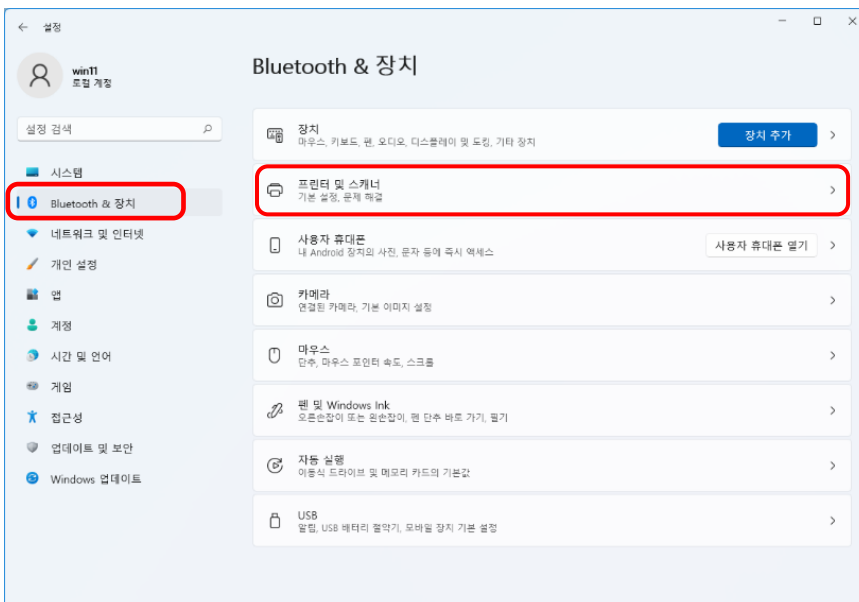 설정
win11
로컬 계정
설정 검색
시스템
Bluetooth & 장치
네트워크 및 인터넷
개인 설정
앱
계정
시간 및 언어
게임
접근성
업데이트 및 보안
Windows 업데이트
Bluetooth & 장치
장치
마우스, 키보드, 펜, 오디오, 디스플레이 및 도킹, 기타 장치
장치 추가
프린터 및 스캐너
기본 설정, 문제 해결
사용자 휴대폰
내 Android 장치의 사진, 문자 등에 즉시 액세스
사용자 휴대폰 열기
카메라
연결된 카메라, 기본 이미지 설정
마우스
단추, 마우스 포인터 속도, 스크롤
펜 및 Windows Ink
오른손잡이 또는 왼손잡이, 펜 단추 바로 가기, 필기
자동 실행
이동식 드라이브 및 메모리 카드의 기본값
USB
알림, USB 배터리 절약기, 모바일 장치 기본 설정